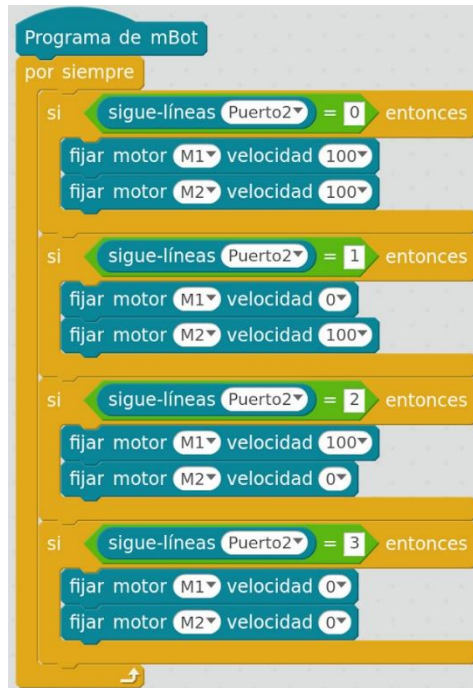 Programa de mBot
por siempre
si sigue-líneas Puerto2 = 0 entonces
fijar motor M1 velocidad 100
fijar motor M2 velocidad 100
si sigue-líneas Puerto2 = 1 entonces
fijar motor M1 velocidad 0
fijar motor M2 velocidad 100
si sigue-líneas Puerto2 = 2 entonces
fijar motor M1 velocidad 100
fijar motor M2 velocidad 0
si sigue-líneas Puerto2 = 3 entonces
fijar motor M1 velocidad 0
fijar motor M2 velocidad 0